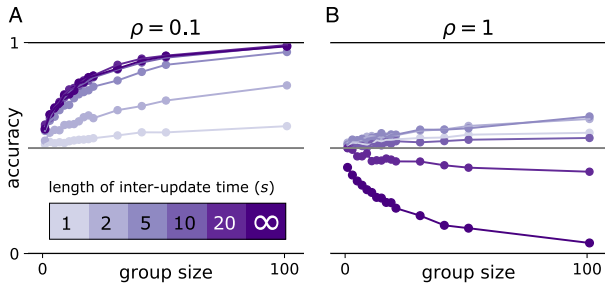 A
ρ = 0.1
B
ρ = 1
1
accuracy
length of inter-update time (s)
1 2 5 10 20 ∞
0
0 group size 100
0 group size 100